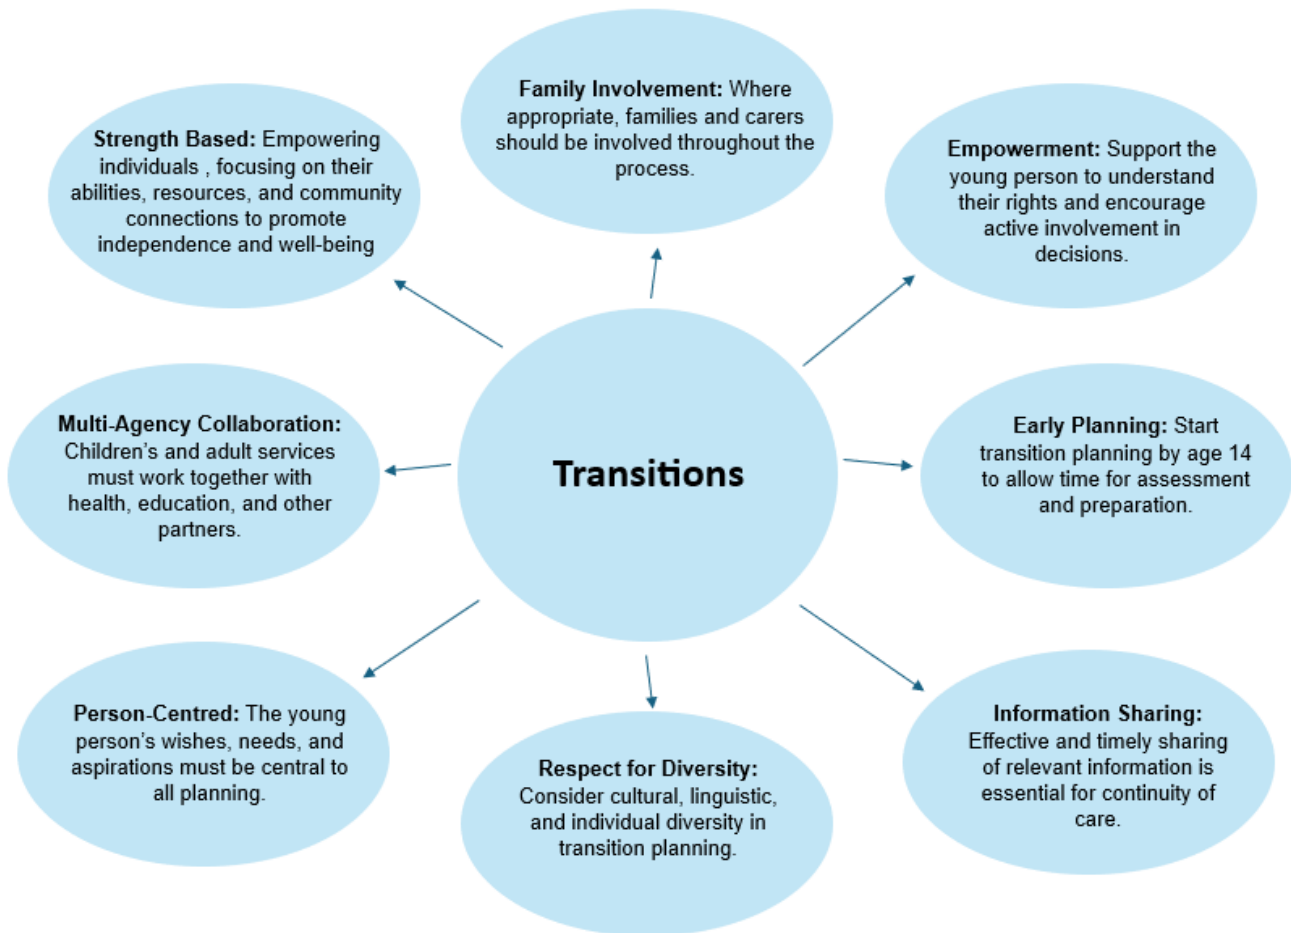 Family Involvement: Where
appropriate, families and carers
should be involved throughout the
process.
Strength Based: Empowering
individuals , focusing on their
abilities, resources, and community
connections to promote
independence and well-being
Empowerment: Support the
young person to understand
their rights and encourage
active involvement in
decisions.
Multi-Agency Collaboration:
Children’s and adult services
must work together with
health, education, and other
partners.
Transitions
Early Planning: Start
transition planning by age 14
to allow time for assessment
and preparation.
Person-Centred: The young
person’s wishes, needs, and
aspirations must be central to
all planning.
Respect for Diversity:
Consider cultural, linguistic,
and individual diversity in
transition planning.
Information Sharing:
Effective and timely sharing
of relevant information is
essential for continuity of
care.